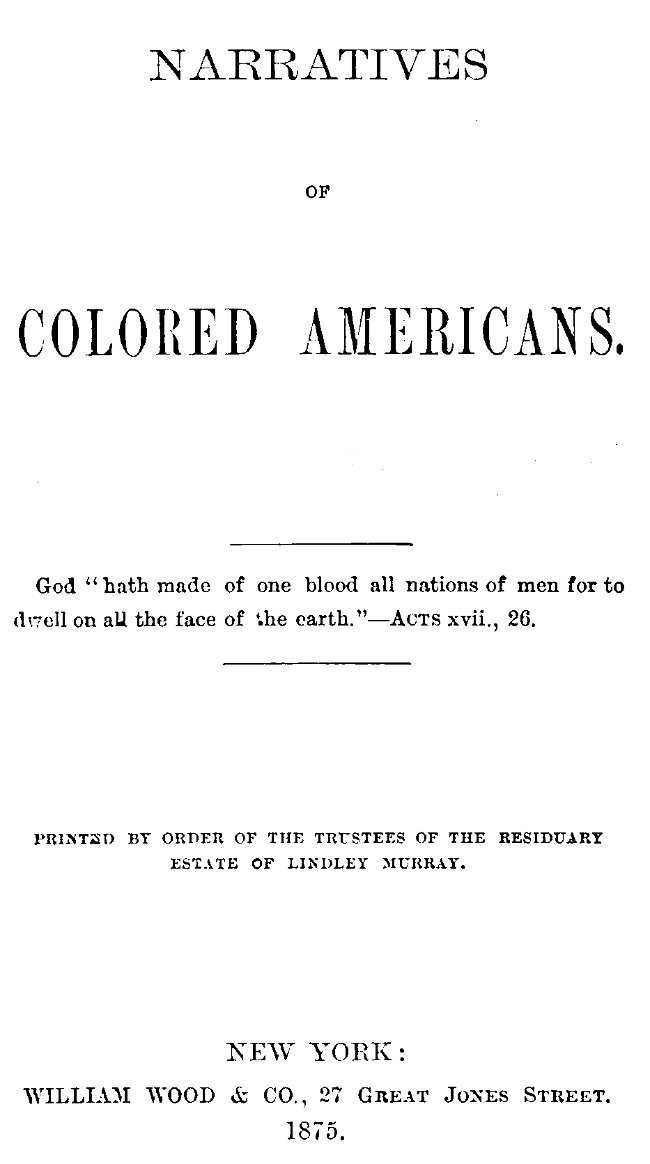 NARRATIVES
OF
COLORED AMERICANS.
God "hath made of one blood all nations of men for to
dwell on all the face of the earth."—ACTS xvii., 26.
PRINTED BY ORDER OF THE TRUSTEES OF THE RESIDUARY
ESTATE OF LINDLEY MURRAY.
NEW YORK:
WILLIAM WOOD & CO., 27 GREAT JONES STREET.
1875.